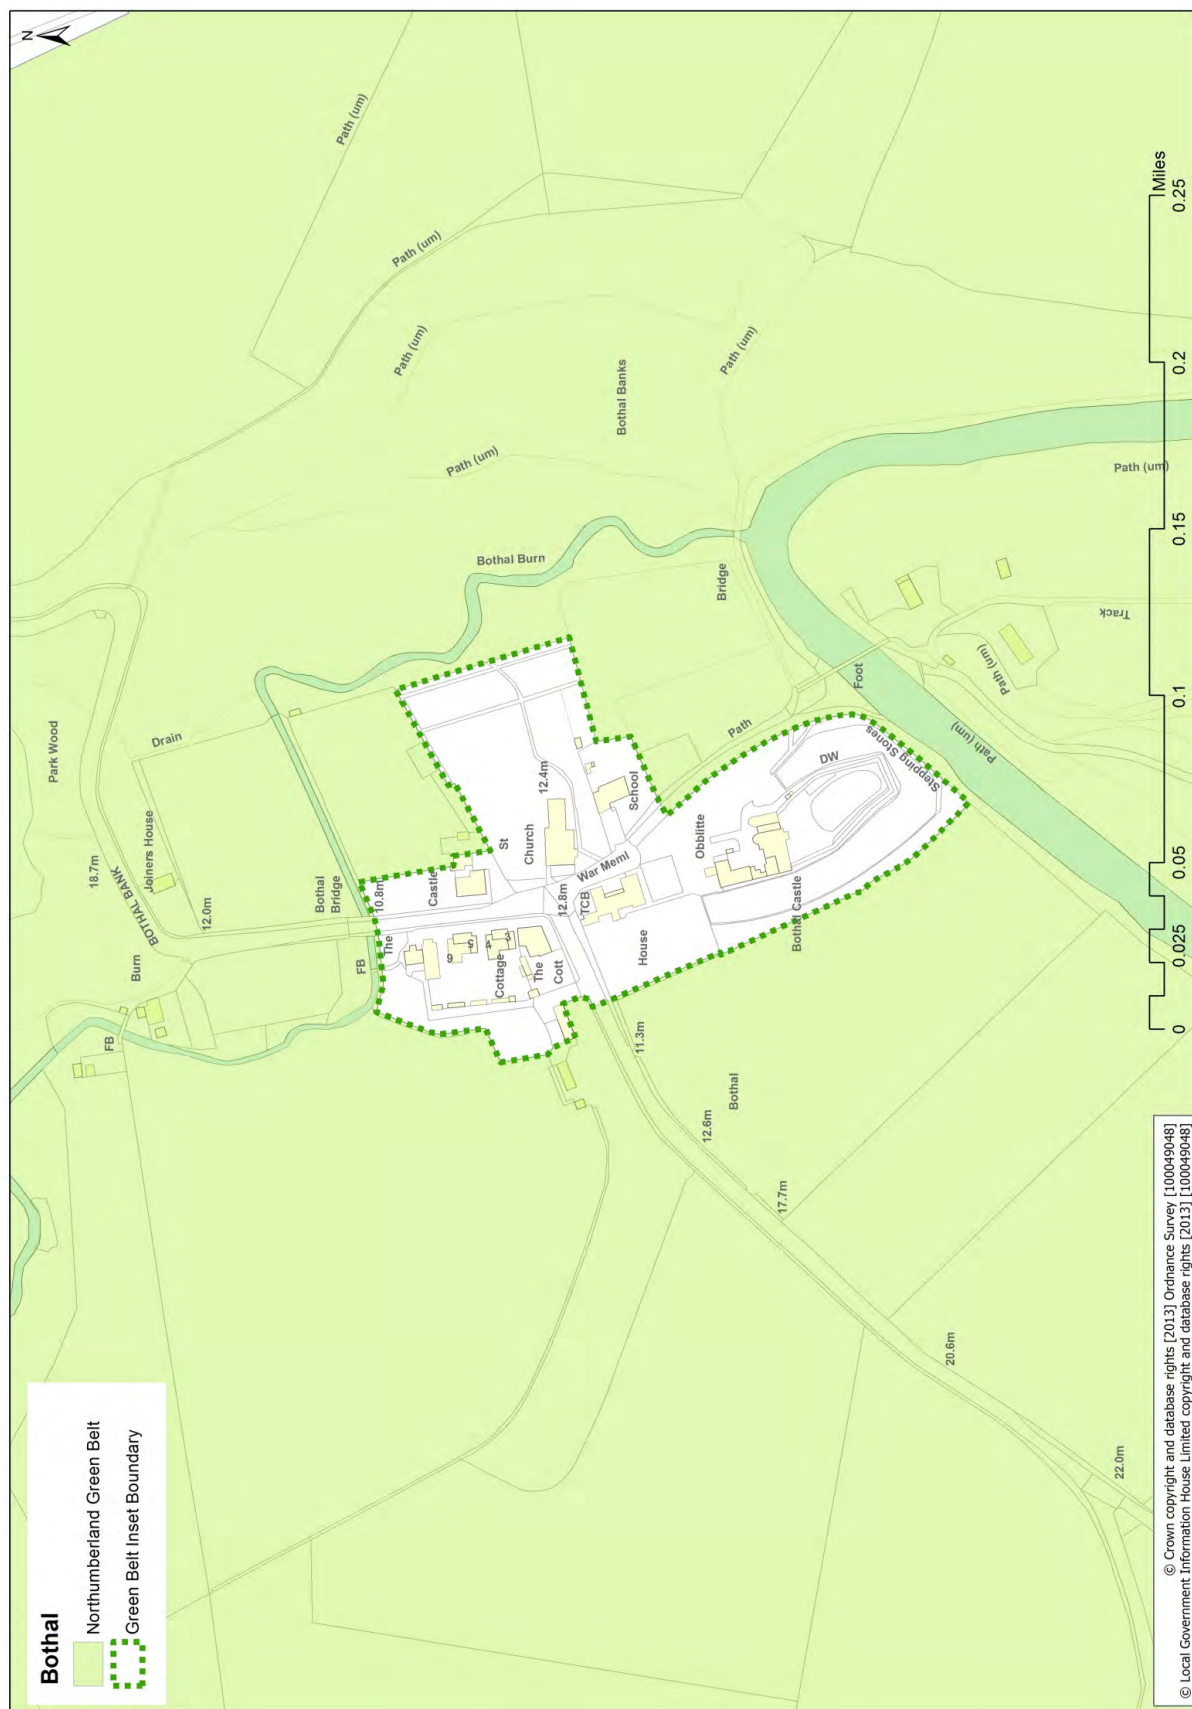 Bothal
Northumberland Green Belt
Green Belt Inset Boundary
N
Path (um)
Path (um)
Path (um)
Path (um)
Path (um)
Bothal Banks
Path (um)
Park Wood
18.7m
BOTHAL BANK
Joiners House
12.0m
Drain
Burn
FB
FB
Bothal
Bridge
Bothal Burn
10.8m
The
Castle
St
Church
12.4m
9
5
4
3
Cottage
The
Cott
12.8m
TCB
War Meml
School
House
Obblitte
Bothal Castle
DW
Stepping Stones
Path
Bridge
Foot
Path (um)
Path (um)
Track
11.3m
Bothal
12.6m
17.7m
20.6m
22.0m
0
0.025
0.05
0.1
0.15
0.2
0.25
Miles
© Crown copyright and database rights [2013] Ordnance Survey [100049048]
© Local Government Information House Limited copyright and database rights [2013] [100049048]